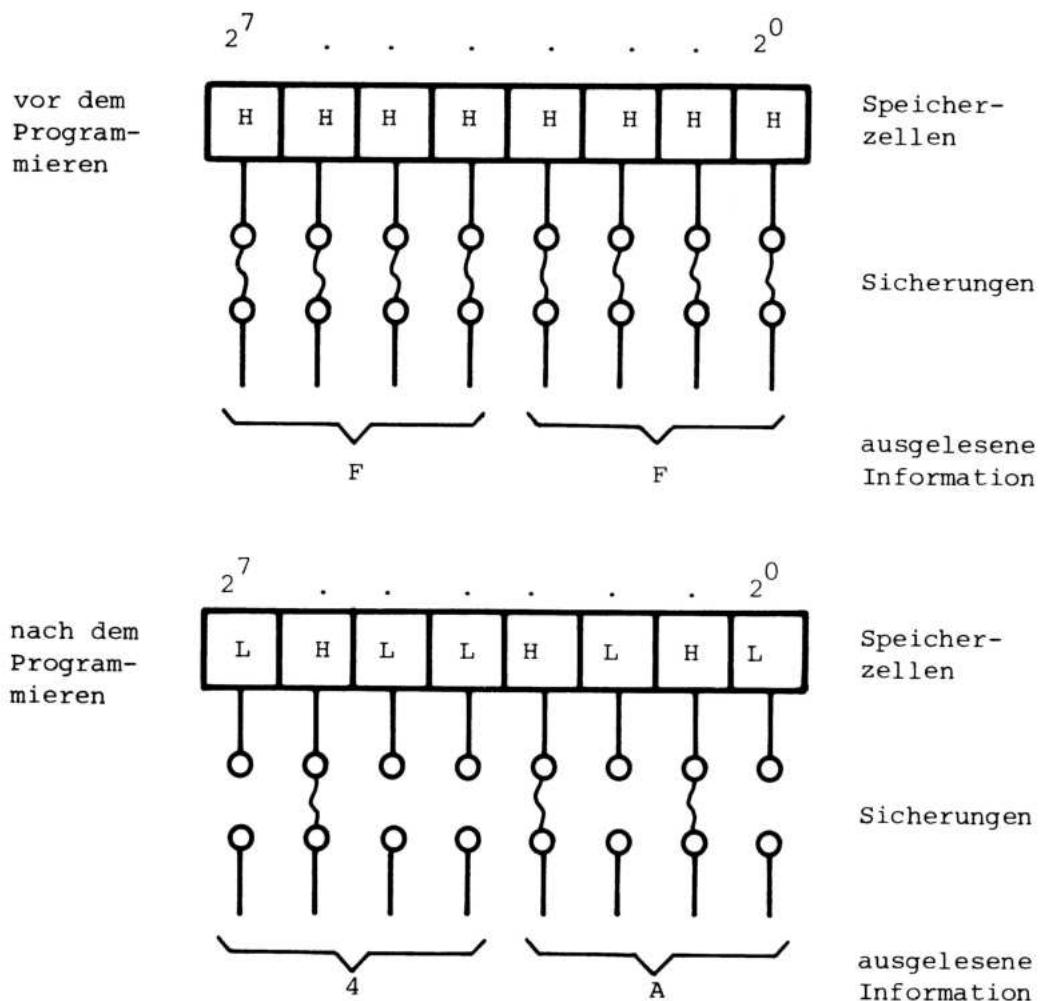 2^7 . . . . . . 2^0
vor dem
Program-
mieren
H H H H H H H H
Speicher-
zellen
Sicherungen
F F
ausgelesene
Information
2^7 . . . . . . 2^0
nach dem
Program-
mieren
L H L L H L H L
Speicher-
zellen
Sicherungen
4 A
ausgelesene
Information